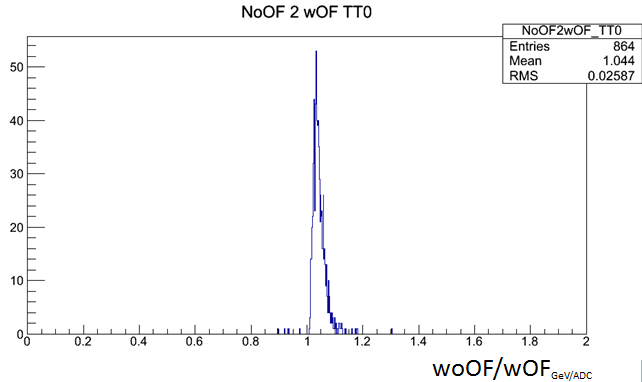 NoOF 2 wOF TT0
NoOF2wOF_TT0
Entries 864
Mean 1.044
RMS 0.02587
50
40
30
20
10
0
0 0.2 0.4 0.6 0.8 1 1.2 1.4 1.6 1.8 2
woOF/wOF GeV/ADC